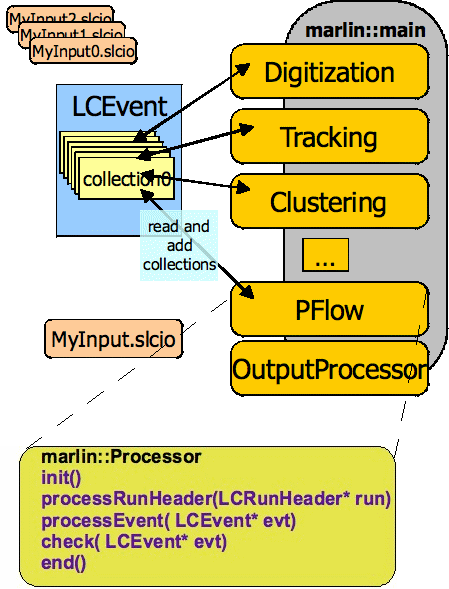 MyInput2.slcio
MyInput1.slcio
MyInput0.slcio
marlin::main
Digitization
LCEvent
Tracking
collection0
Clustering
read and
add
collections
...
PFlow
MyInput.slcio
OutputProcessor
marlin::Processor
init()
processRunHeader(LCRunHeader* run)
processEvent( LCEvent* evt)
check( LCEvent* evt)
end()